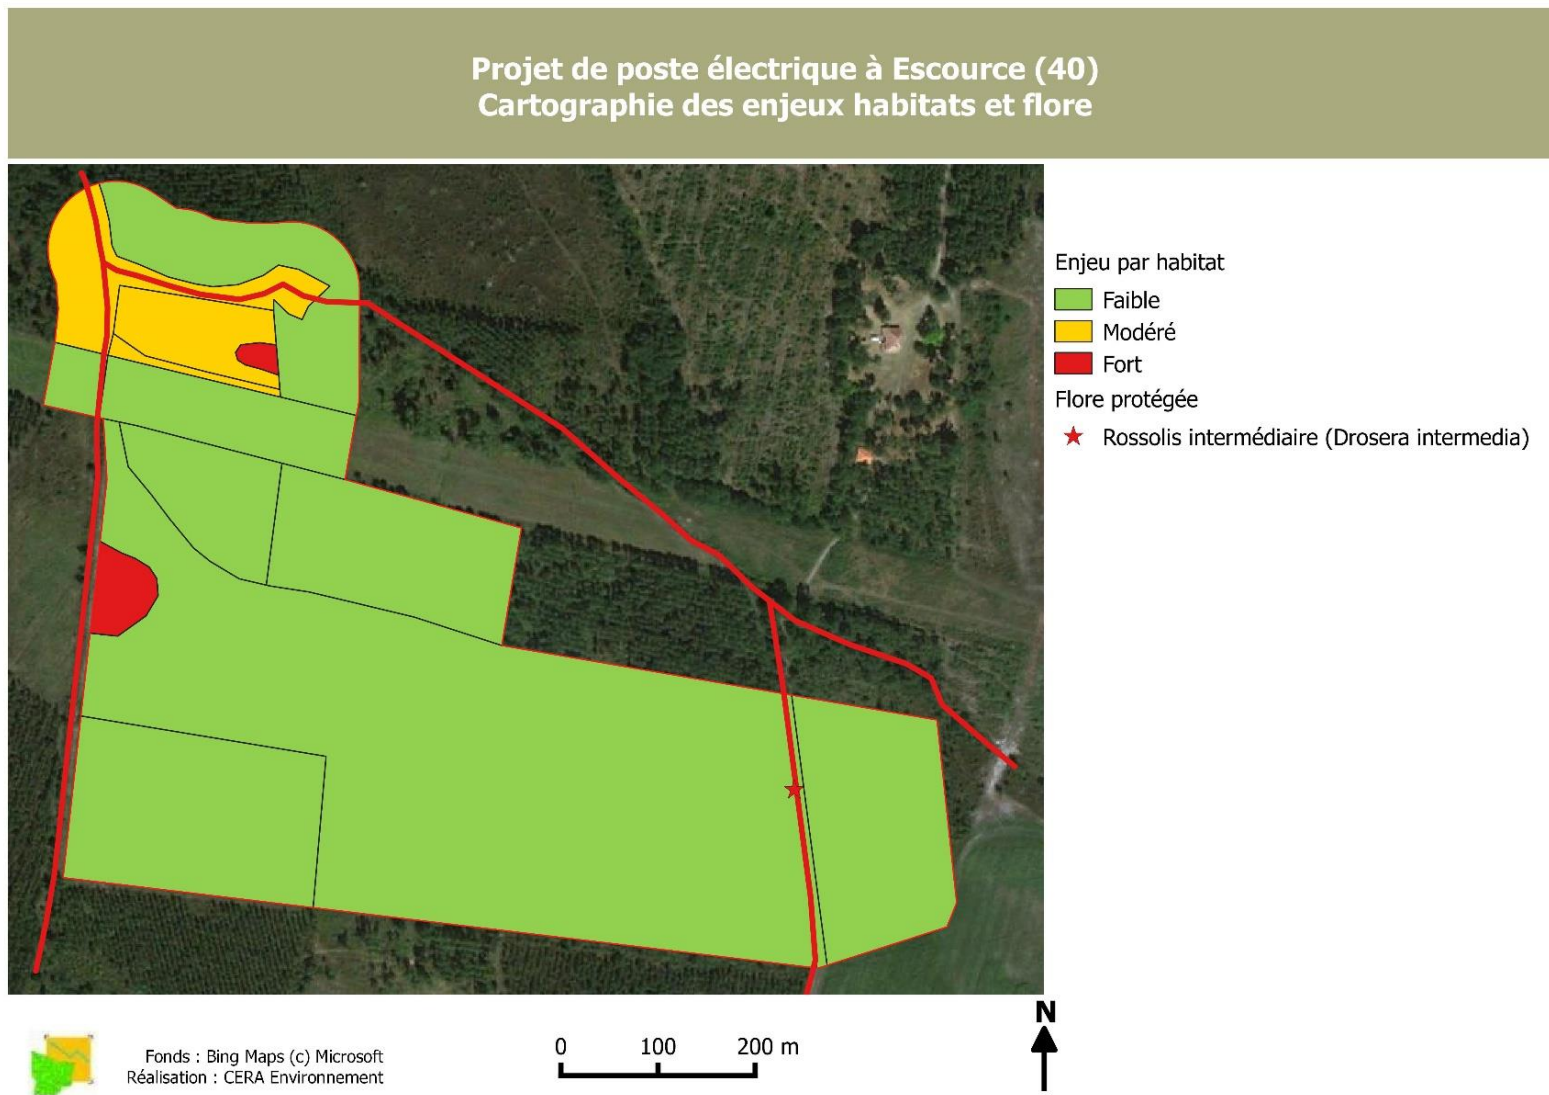 Projet de poste électrique à Escource (40)
Cartographie des enjeux habitats et flore
Enjeu par habitat
Faible
Modéré
Fort
Flore protégée
Rossolis intermédiaire (Drosera intermedia)
N
Fonds : Bing Maps (c) Microsoft
Réalisation : CERA Environnement
0 100 200 m